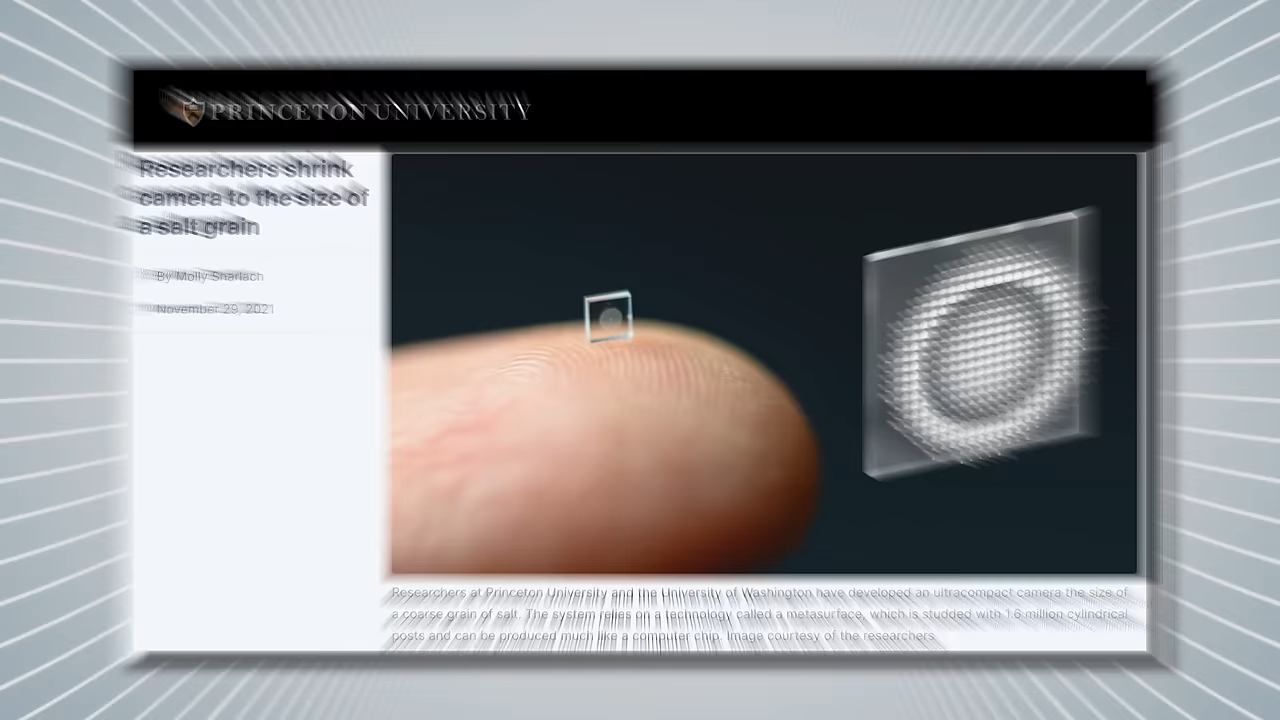 PRINCETON UNIVERSITY
Researchers shrink
camera to the size of
a salt grain
By Molly Sharlach
November 29, 2021
Researchers at Princeton University and the University of Washington have developed an ultracompact camera the size of
a coarse grain of salt. The system relies on a technology called a metasurface, which is studded with 1.6 million cylindrical
posts and can be produced much like a computer chip. Image courtesy of the researchers